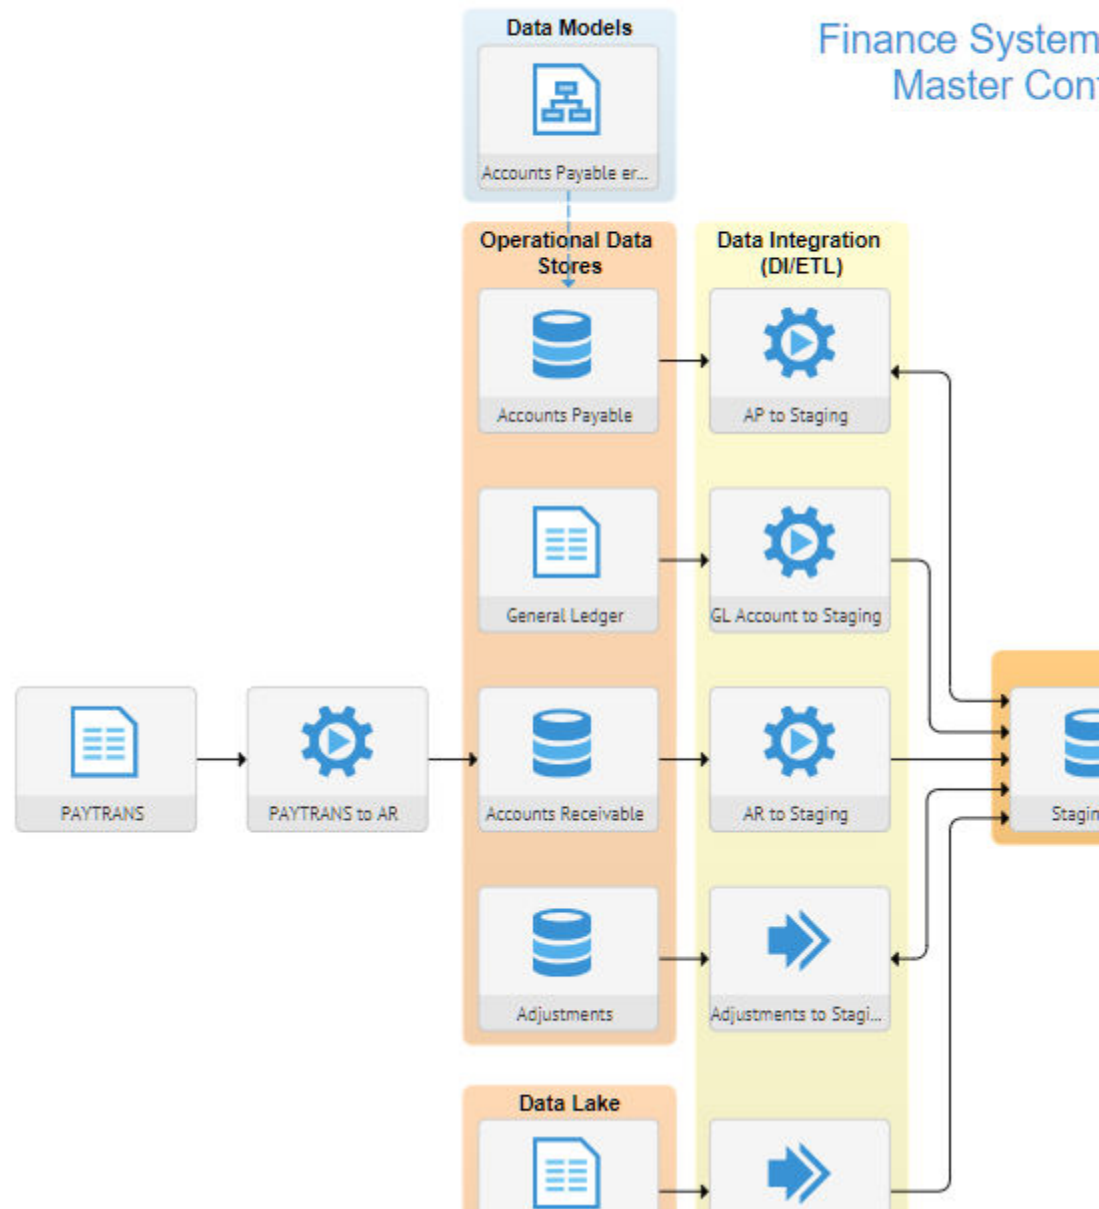 Data Models
Finance System
Master Cont
Accounts Payable er...
Operational Data
Stores
Data Integration
(DI/ETL)
Accounts Payable
AP to Staging
General Ledger
GL Account to Staging
PAYTRANS
PAYTRANS to AR
Accounts Receivable
AR to Staging
Stagin
Adjustments
Adjustments to Stagi...
Data Lake